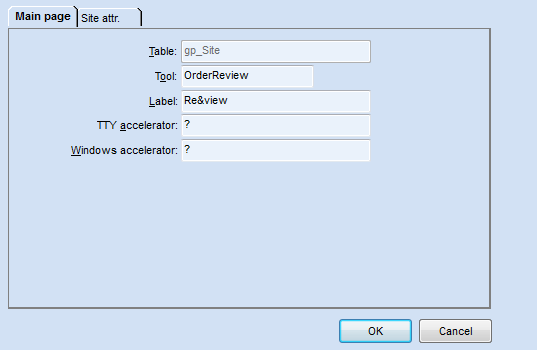 Main page Site attr.
Table: gp_Site
Tool: OrderReview
Label: Re&view
TTY accelerator: ?
Windows accelerator: ?
OK Cancel